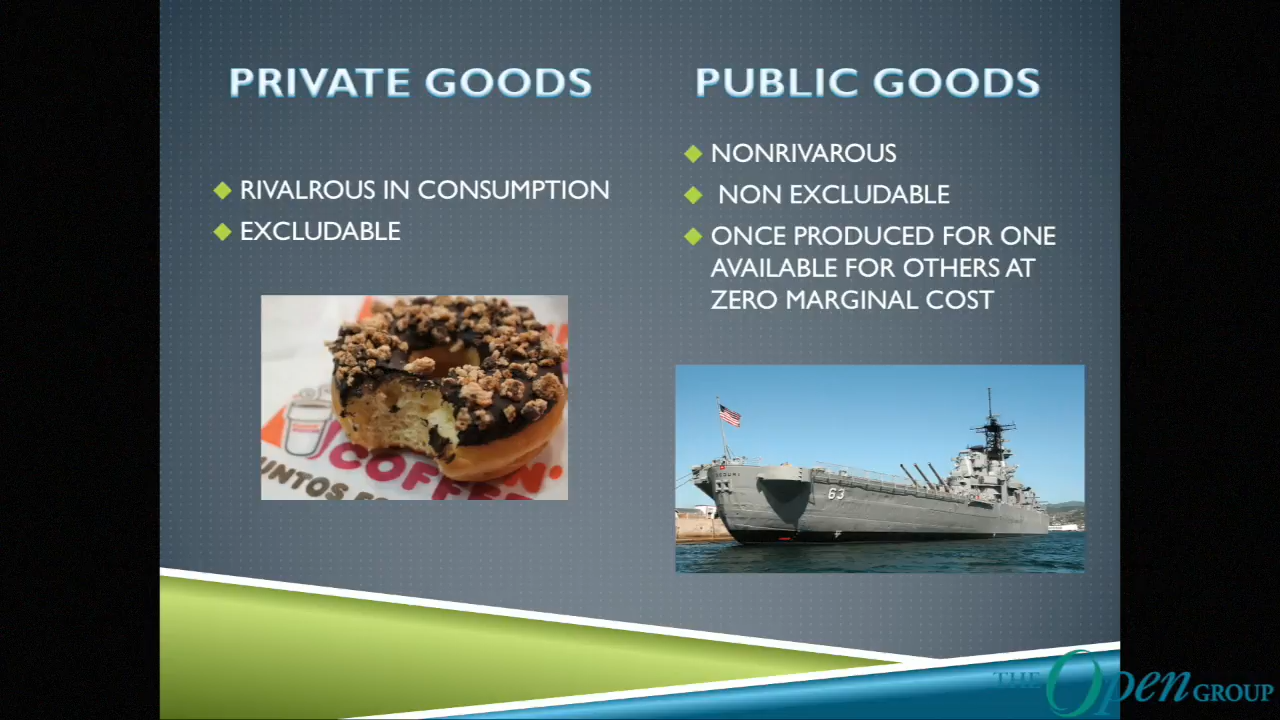 PRIVATE GOODS
RIVALROUS IN CONSUMPTION
EXCLUDABLE
COFFEE
UNTOS
PUBLIC GOODS
NONRIVAROUS
NON EXCLUDABLE
ONCE PRODUCED FOR ONE
AVAILABLE FOR OTHERS AT
ZERO MARGINAL COST
63
THE Open GROUP